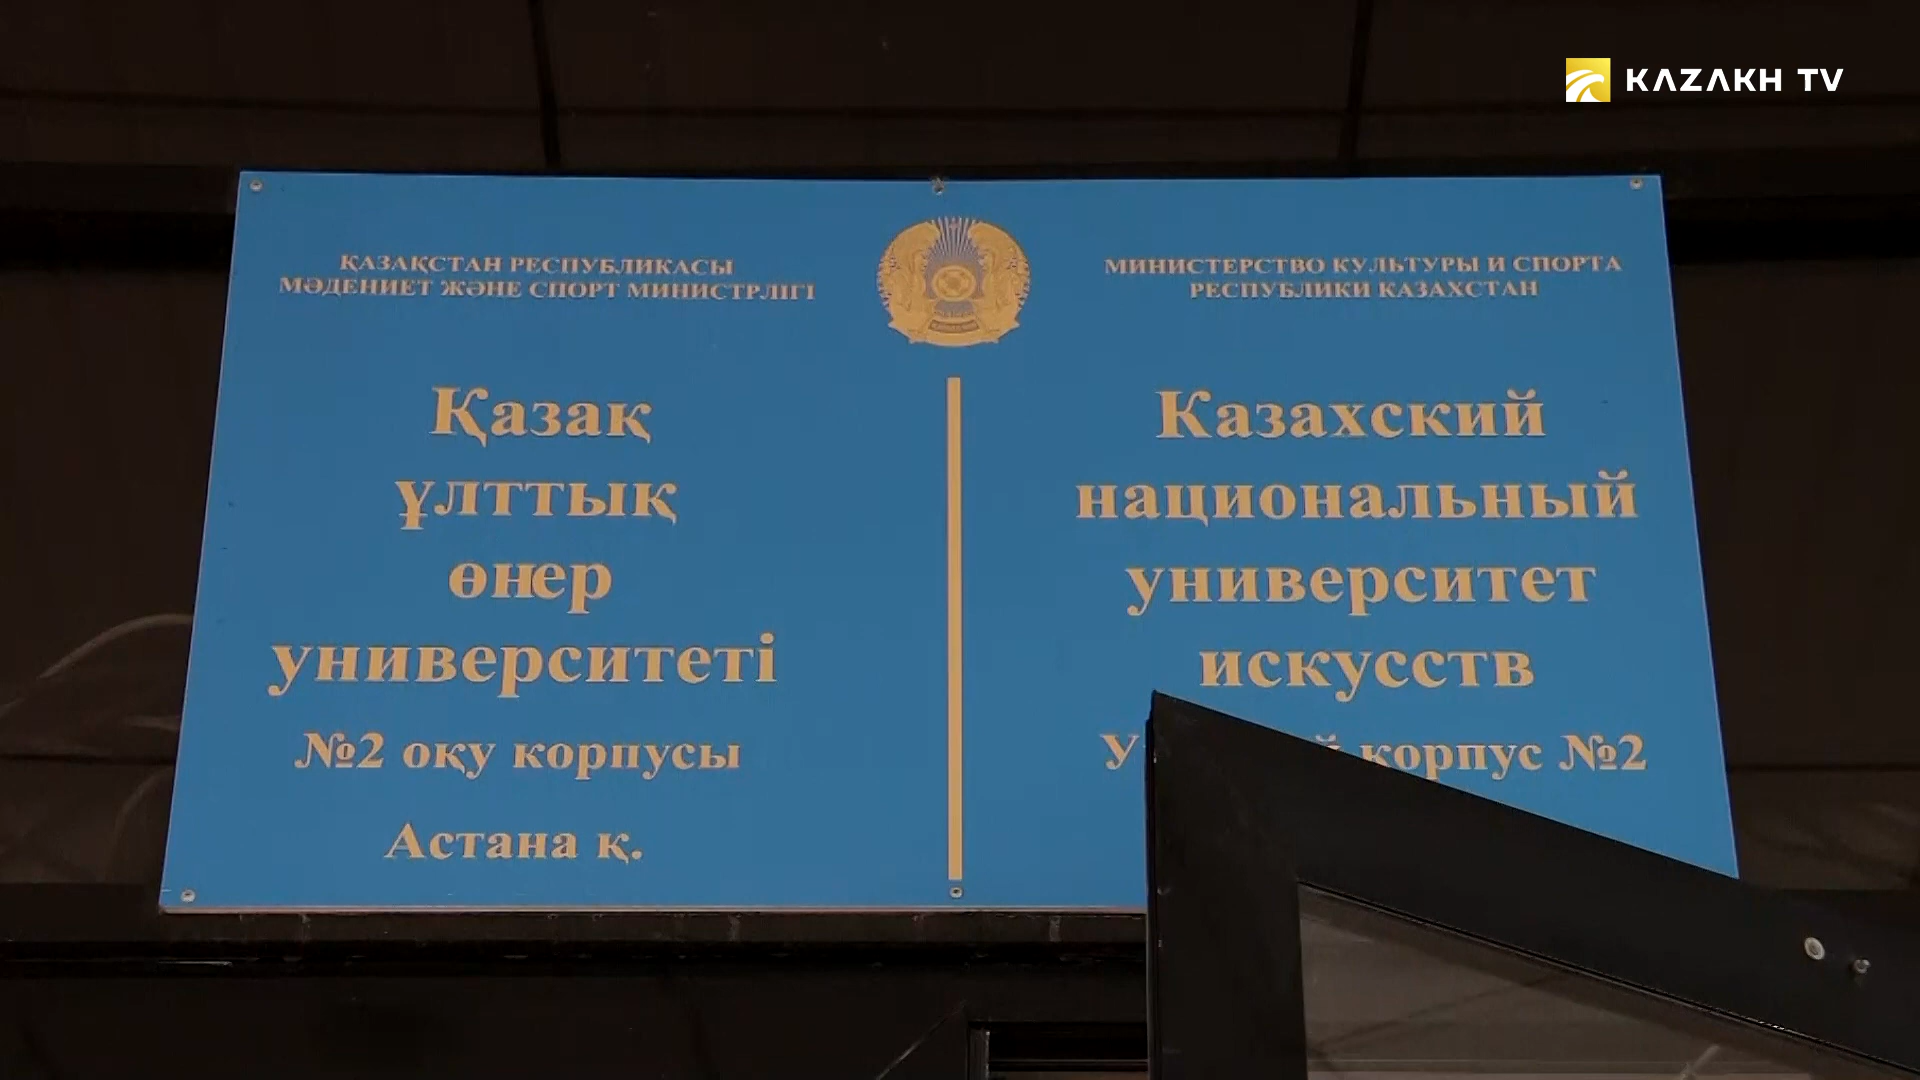 KAZAKH TV
ҚАЗАҚСТАН РЕСПУБЛИКАСЫ
МӘДЕНИЕТ ЖӘНЕ СПОРТ МИНИСТРЛІГІ
Қазақ
ұлттық
өнер
университеті
№2 оқу корпусы
Астана қ.
МИНИСТЕРСТВО КУЛЬТУРЫ И СПОРТА
РЕСПУБЛИКИ КАЗАХСТАН
Казахский
национальный
университет
искусств
корпус №2